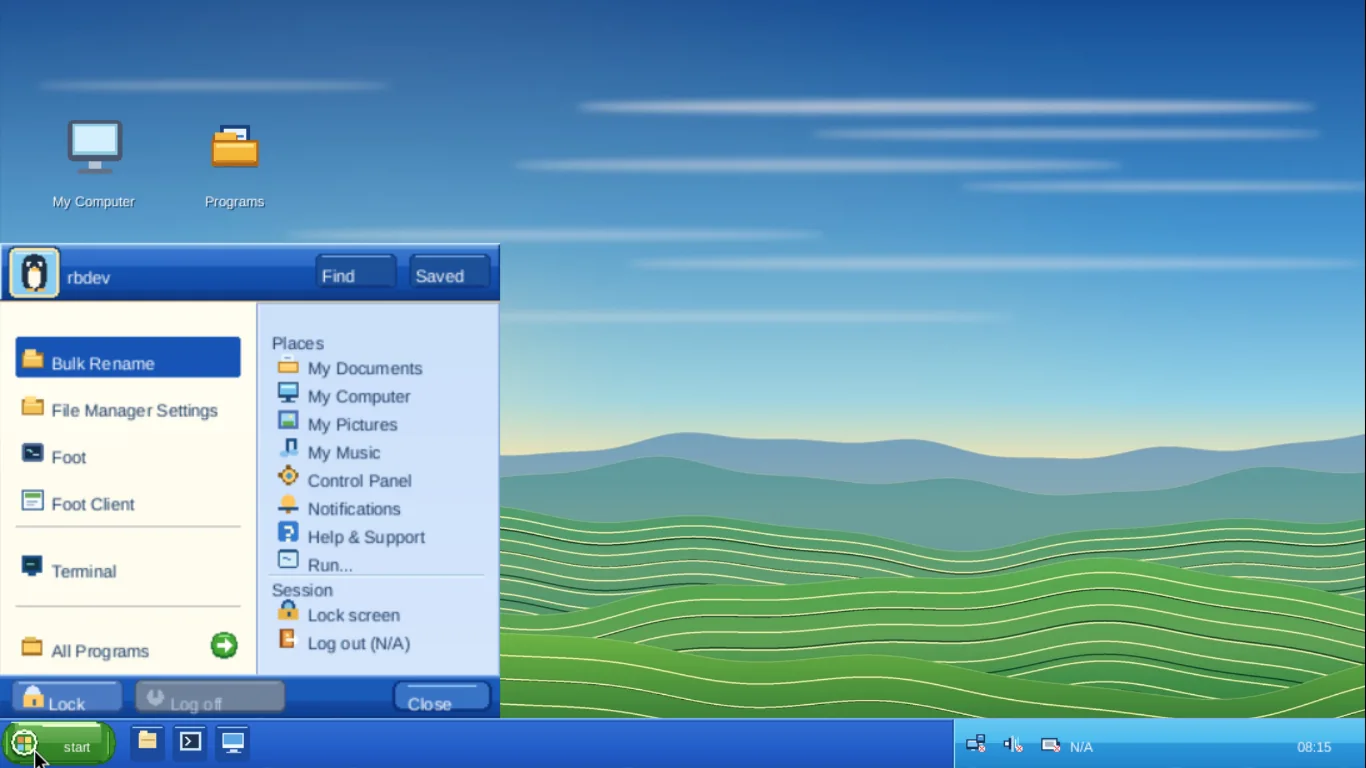 My Computer
Programs
rbdev
Find
Saved
Bulk Rename
File Manager Settings
Foot
Foot Client
Terminal
All Programs
Places
My Documents
My Computer
My Pictures
My Music
Control Panel
Notifications
Help & Support
Run...
Session
Lock screen
Log out (N/A)
Lock
Log off
Close
start
N/A
08:15